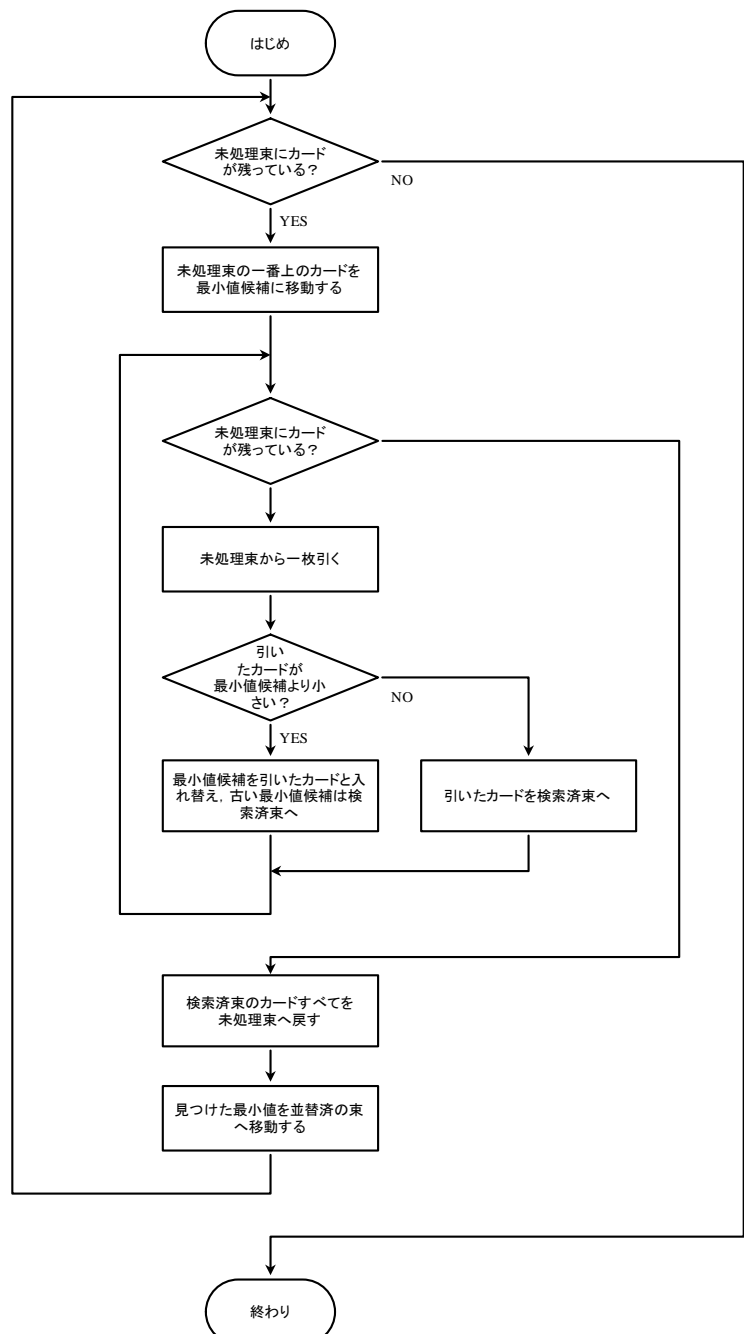 はじめ
未処理束にカード
が残っている？
NO
YES
未処理束の一番上のカードを
最小値候補に移動する
未処理束にカード
が残っている？
未処理束から一枚引く
引い
たカードが
最小値候補より小
さい？
NO
YES
最小値候補を引いたカードと入
れ替え，古い最小値候補は検
索済束へ
引いたカードを検索済束へ
検索済束のカードすべてを
未処理束へ戻す
見つけた最小値を並替済の束
へ移動する
終わり